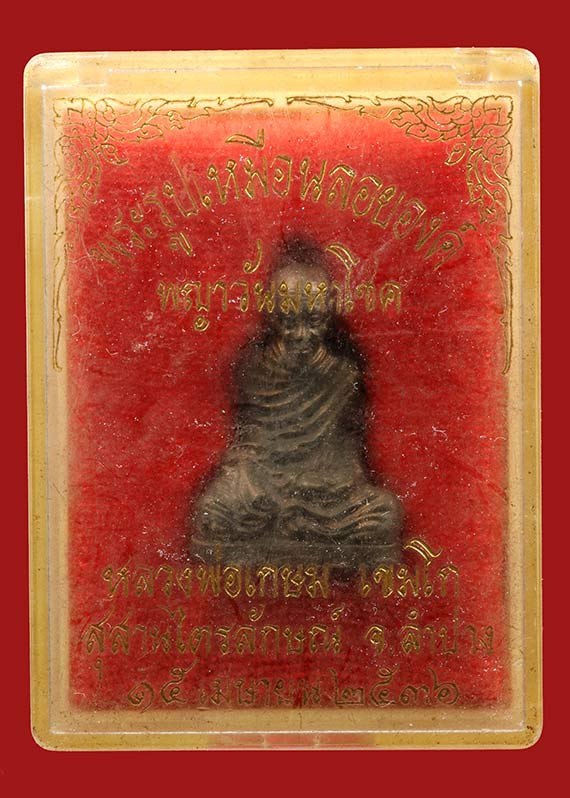 พระรูปเหมือนลอยองค์
พญาวันมหาโชค
หลวงพ่อเกษม เขมโก
สุสานไตรลักษณ์ จ.ลำปาง
๑๕ เมษายน ๒๕๓๖